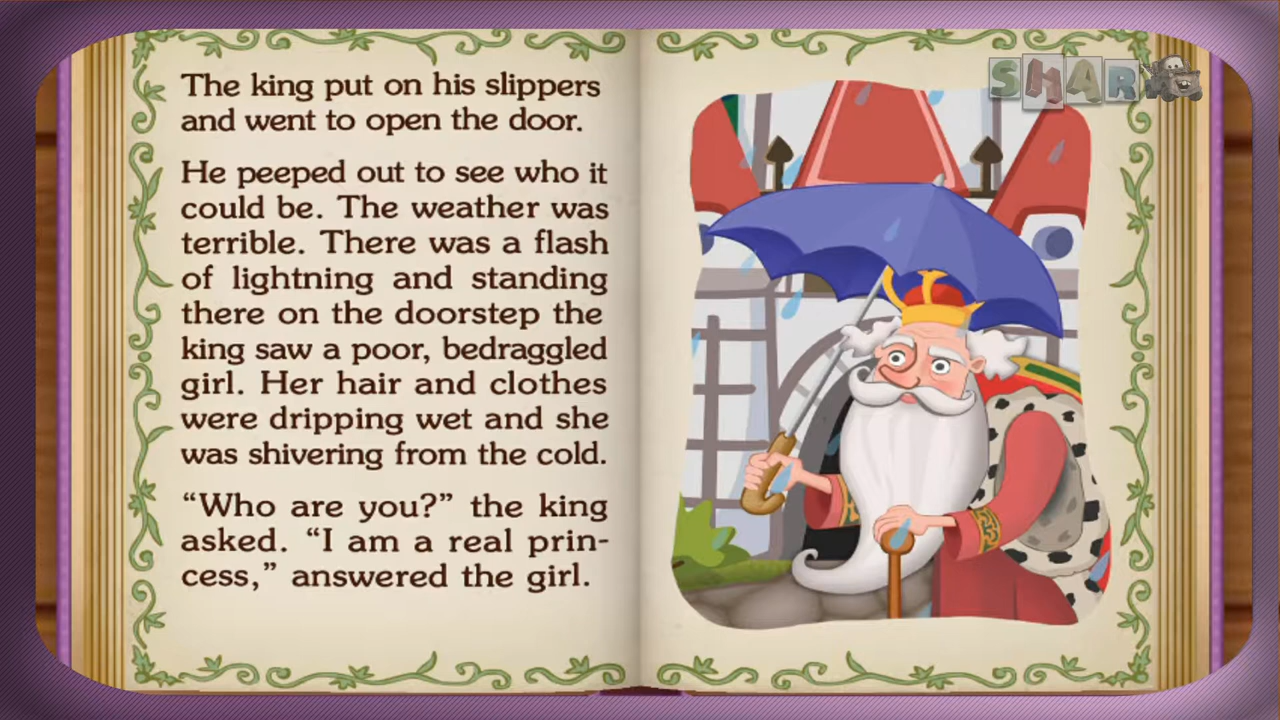 The king put on his slippers
and went to open the door.
He peeped out to see who it
could be. The weather was
terrible. There was a flash
of lightning and standing
there on the doorstep the
king saw a poor, bedraggled
girl. Her hair and clothes
were dripping wet and she
was shivering from the cold.
“Who are you?” the king
asked. “I am a real prin-
cess,” answered the girl.
SHAR